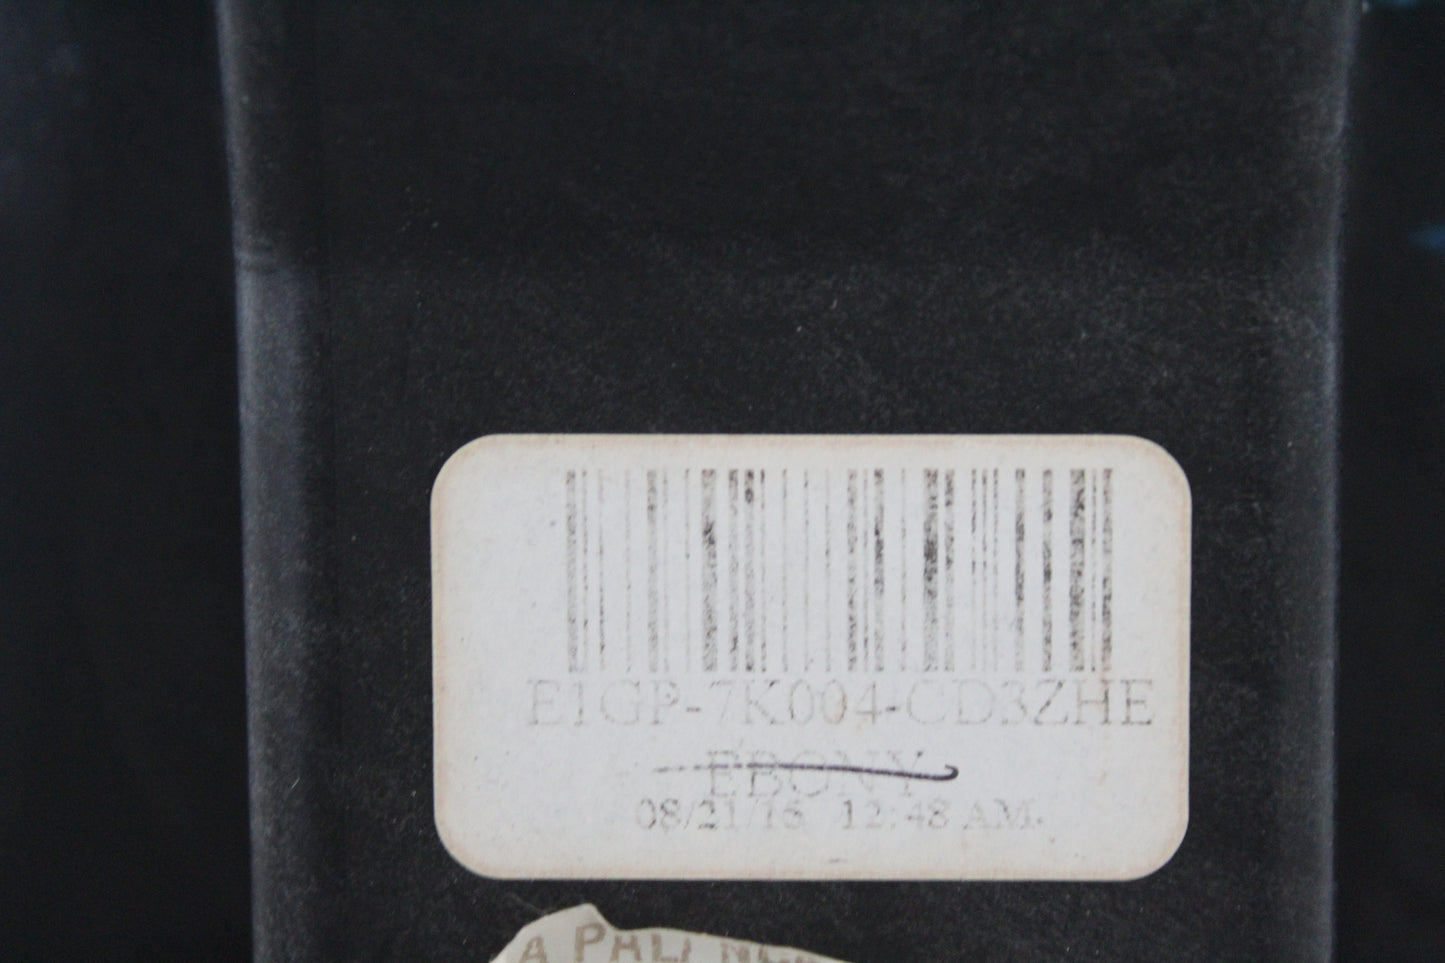 E1GP-7K004-CD3ZHE
EBONY
08/21/16 12:48 AM
A